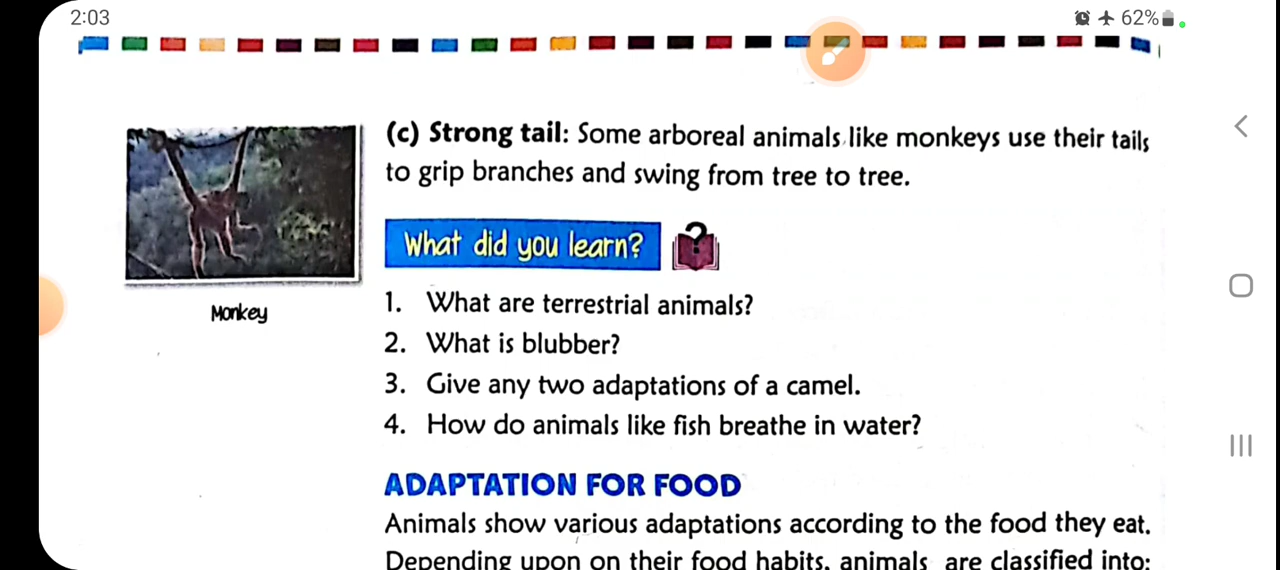 2:03
62%
(c) Strong tail: Some arboreal animals like monkeys use their tails
to grip branches and swing from tree to tree.
Monkey
What did you learn?
?
1. What are terrestrial animals?
2. What is blubber?
3. Give any two adaptations of a camel.
4. How do animals like fish breathe in water?
ADAPTATION FOR FOOD
Animals show various adaptations according to the food they eat.
Depending upon on their food habits, animals are classified into: